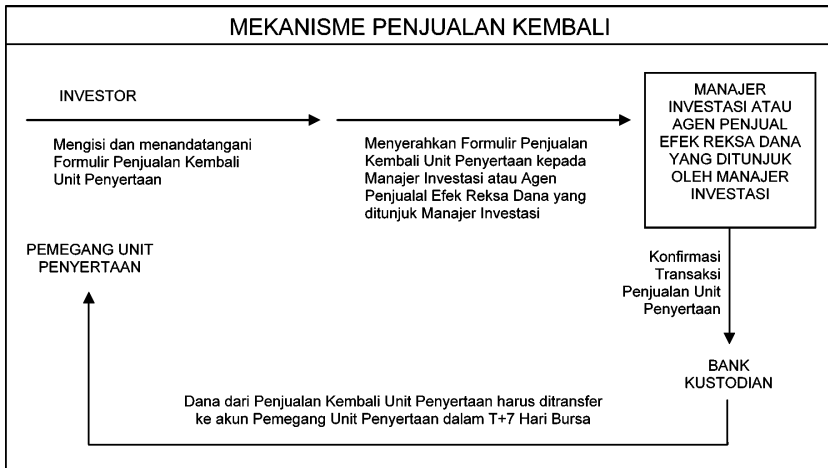 MEKANISME PENJUALAN KEMBALI
INVESTOR
Mengisi dan menandatangani
Formulir Penjualan Kembali
Unit Penyertaan
Menyerahkan Formulir Penjualan
Kembali Unit Penyertaan kepada
Manajer Investasi atau Agen
Penjualal Efek Reksa Dana yang
ditunjuk Manajer Investasi
MANAJER
INVESTASI ATAU
AGEN PENJUAL
EFEK REKSA DANA
YANG DITUNJUK
OLEH MANAJER
INVESTASI
Konfirmasi
Transaksi
Penjualan Unit
Penyertaan
BANK
KUSTODIAN
Dana dari Penjualan Kembali Unit Penyertaan harus ditransfer
ke akun Pemegang Unit Penyertaan dalam T+7 Hari Bursa
PEMEGANG UNIT
PENYERTAAN